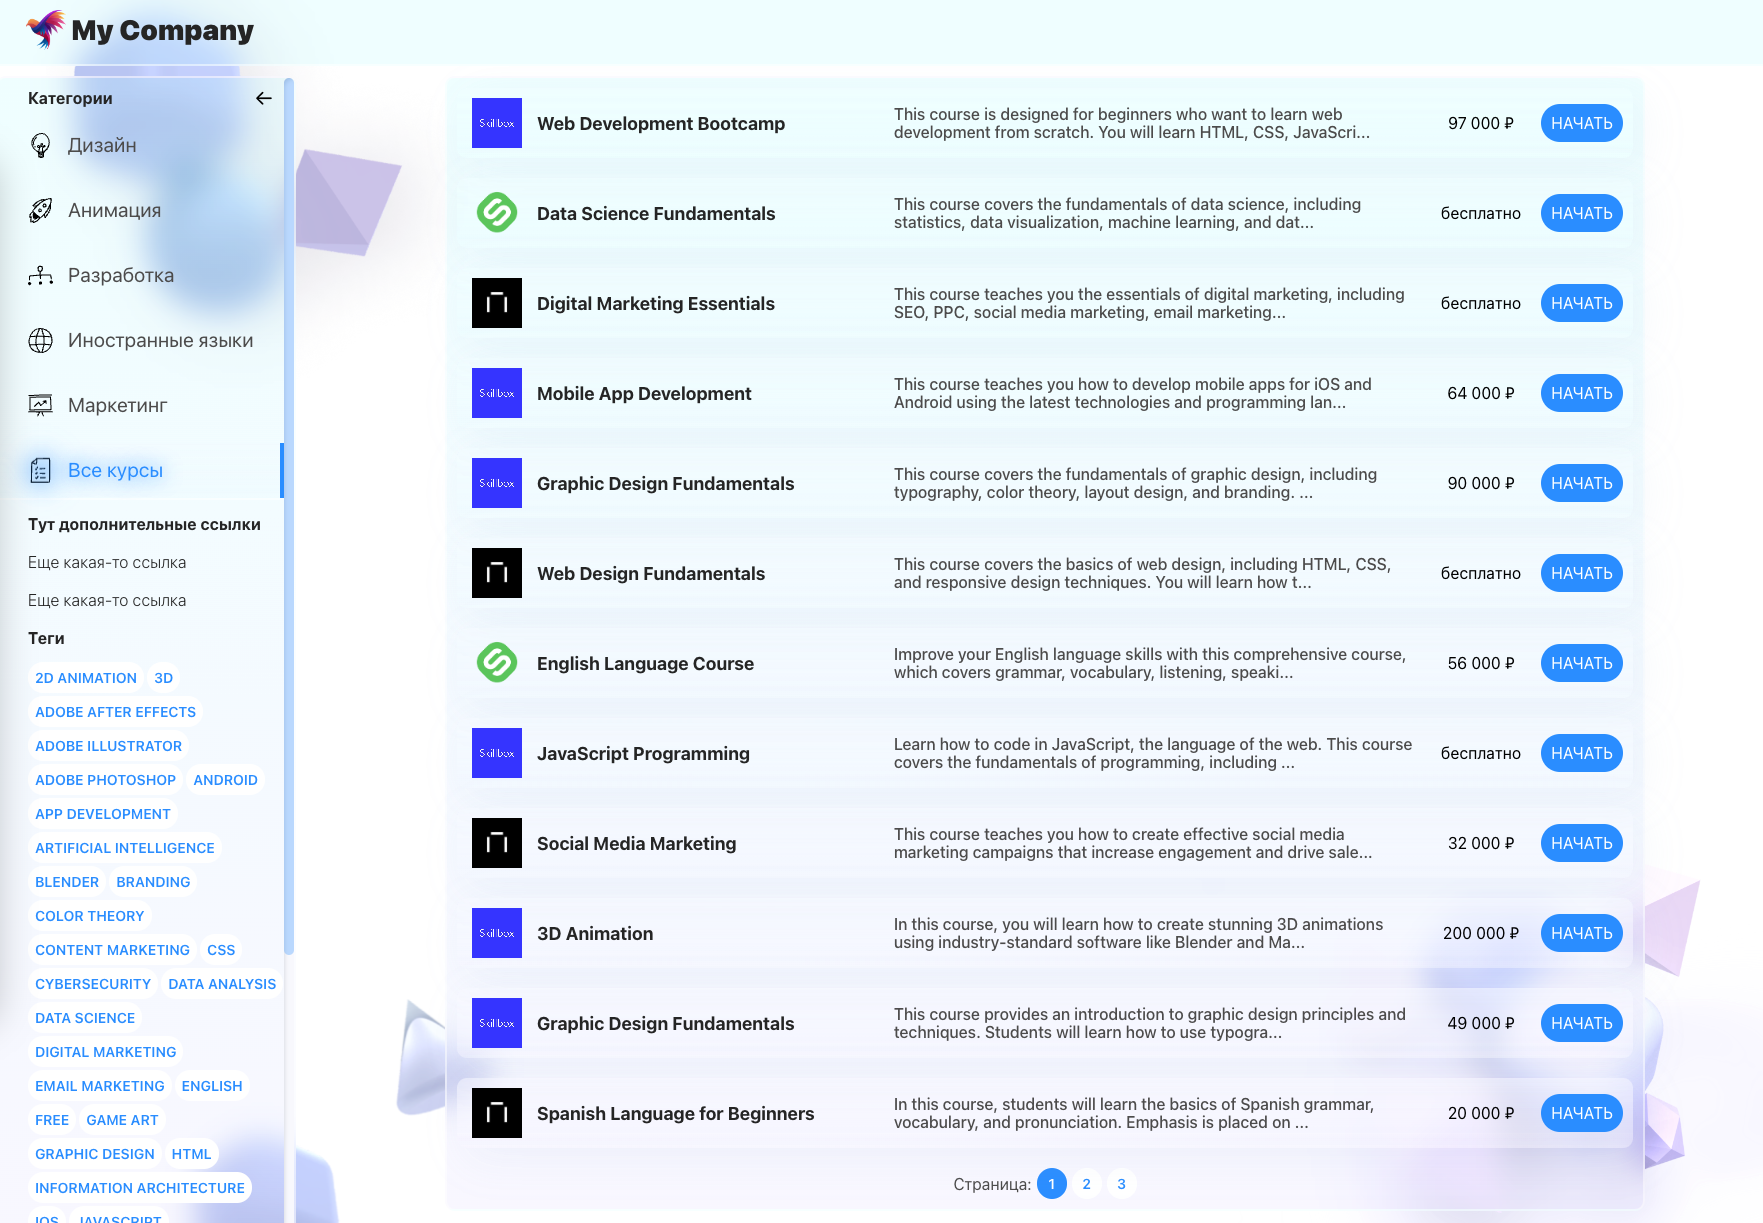 My Company
Категории
Дизайн
Анимация
Разработка
Иностранные языки
Маркетинг
Все курсы
Тут дополнительные ссылки
Еще какая-то ссылка
Еще какая-то ссылка
Теги
2D ANIMATION 3D
ADOBE AFTER EFFECTS
ADOBE ILLUSTRATOR
ADOBE PHOTOSHOP ANDROID
APP DEVELOPMENT
ARTIFICIAL INTELLIGENCE
BLENDER BRANDING
COLOR THEORY
CONTENT MARKETING CSS
CYBERSECURITY DATA ANALYSIS
DATA SCIENCE
DIGITAL MARKETING
EMAIL MARKETING ENGLISH
FREE GAME ART
GRAPHIC DESIGN HTML
INFORMATION ARCHITECTURE
IOS JAVASCRIPT
Skillbox
Web Development Bootcamp
This course is designed for beginners who want to learn web
development from scratch. You will learn HTML, CSS, JavaScri...
97 000 ₽
НАЧАТЬ
Data Science Fundamentals
This course covers the fundamentals of data science, including
statistics, data visualization, machine learning, and dat...
бесплатно
НАЧАТЬ
Digital Marketing Essentials
This course teaches you the essentials of digital marketing, including
SEO, PPC, social media marketing, email marketing...
бесплатно
НАЧАТЬ
Skillbox
Mobile App Development
This course teaches you how to develop mobile apps for iOS and
Android using the latest technologies and programming lan...
64 000 ₽
НАЧАТЬ
Skillbox
Graphic Design Fundamentals
This course covers the fundamentals of graphic design, including
typography, color theory, layout design, and branding. ...
90 000 ₽
НАЧАТЬ
Web Design Fundamentals
This course covers the basics of web design, including HTML, CSS,
and responsive design techniques. You will learn how t...
бесплатно
НАЧАТЬ
English Language Course
Improve your English language skills with this comprehensive course,
which covers grammar, vocabulary, listening, speaki...
56 000 ₽
НАЧАТЬ
Skillbox
JavaScript Programming
Learn how to code in JavaScript, the language of the web. This course
covers the fundamentals of programming, including ...
бесплатно
НАЧАТЬ
Social Media Marketing
This course teaches you how to create effective social media
marketing campaigns that increase engagement and drive sale...
32 000 ₽
НАЧАТЬ
Skillbox
3D Animation
In this course, you will learn how to create stunning 3D animations
using industry-standard software like Blender and Ma...
200 000 ₽
НАЧАТЬ
Skillbox
Graphic Design Fundamentals
This course provides an introduction to graphic design principles and
techniques. Students will learn how to use typogra...
49 000 ₽
НАЧАТЬ
Spanish Language for Beginners
In this course, students will learn the basics of Spanish grammar,
vocabulary, and pronunciation. Emphasis is placed on ...
20 000 ₽
НАЧАТЬ
Страница: 1 2 3